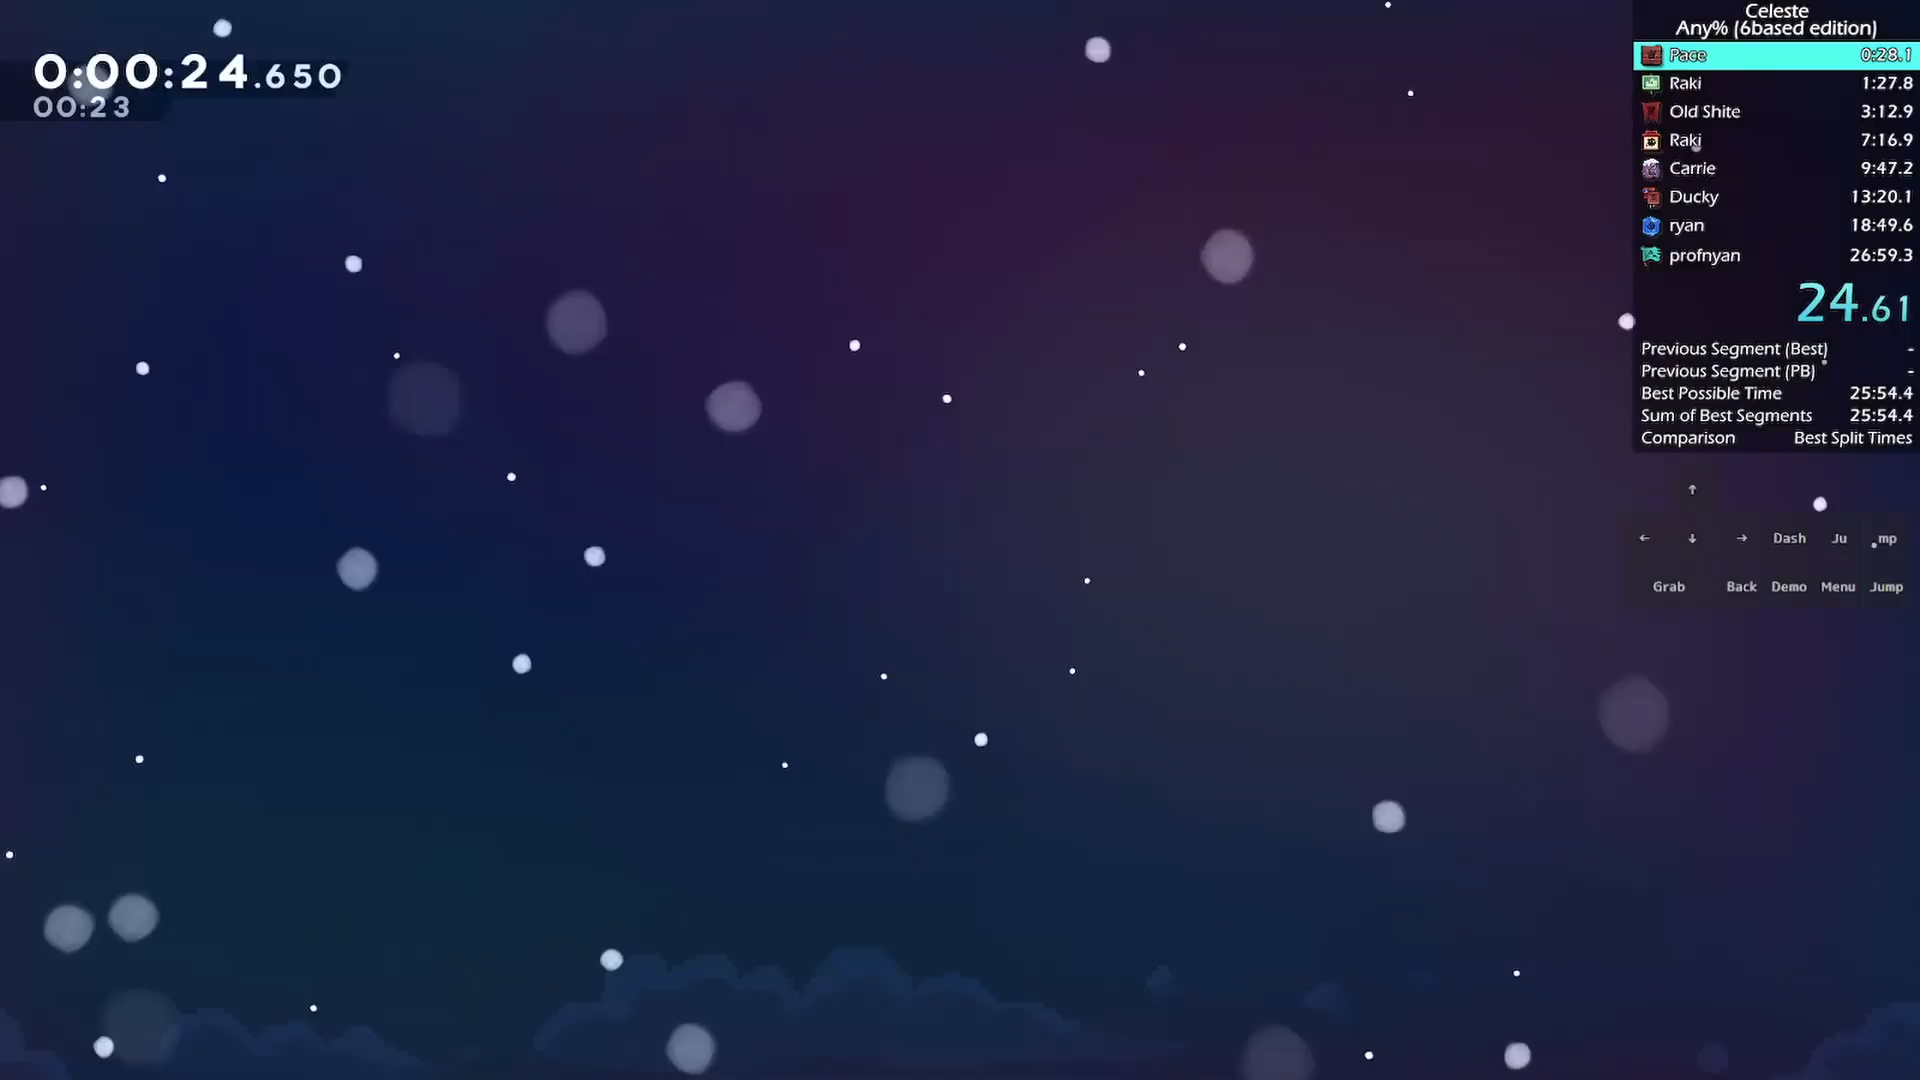 0:00:24.650
00:23
Celeste
Any% (6based edition)
Pace 0:28.1
Raki 1:27.8
Old Shite 3:12.9
Raki 7:16.9
Carrie 9:47.2
Ducky 13:20.1
ryan 18:49.6
profnyan 26:59.3
24.61
Previous Segment (Best) -
Previous Segment (PB) -
Best Possible Time 25:54.4
Sum of Best Segments 25:54.4
Comparison Best Split Times
↑
← ↓ → Dash Ju mp
Grab Back Demo Menu Jump